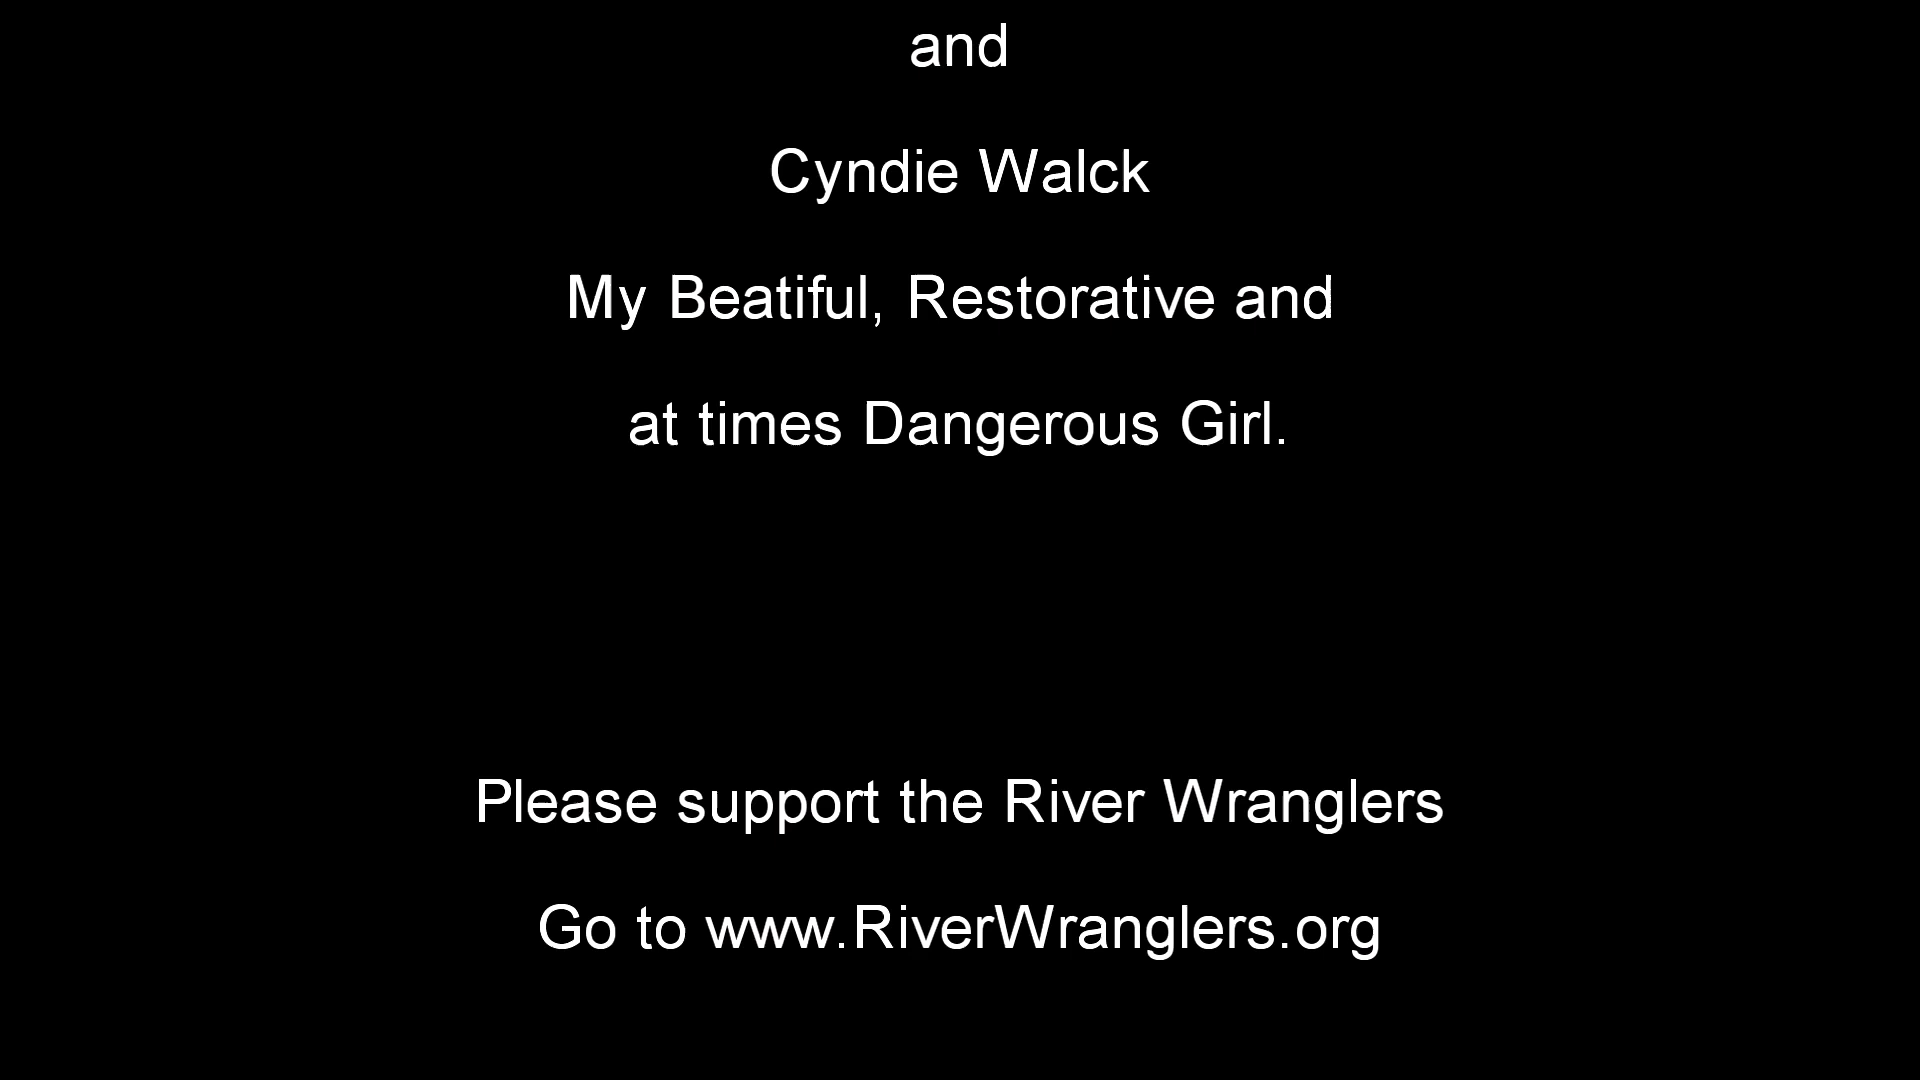 and
Cyndie Walck
My Beatiful, Restorative and
at times Dangerous Girl.
Please support the River Wranglers
Go to www.RiverWranglers.org